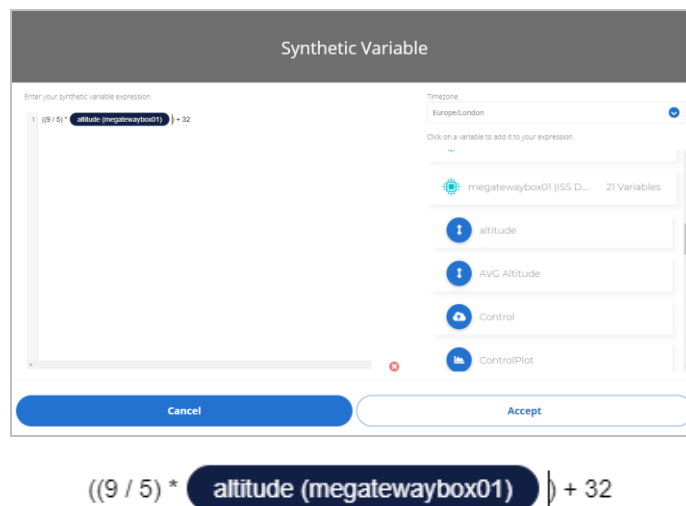 Synthetic Variable
Enter your synthetic variable expression.
Timezone
1 ((9 / 5) * altitude (megatewaybox01) ) + 32
Europe/London
Click on a variable to add it to your expression:
megatewaybox01 (ISS D... 21 Variables
altitude
AVG Altitude
Control
ControlPlot
Cancel
Accept
((9 / 5) * altitude (megatewaybox01) ) + 32